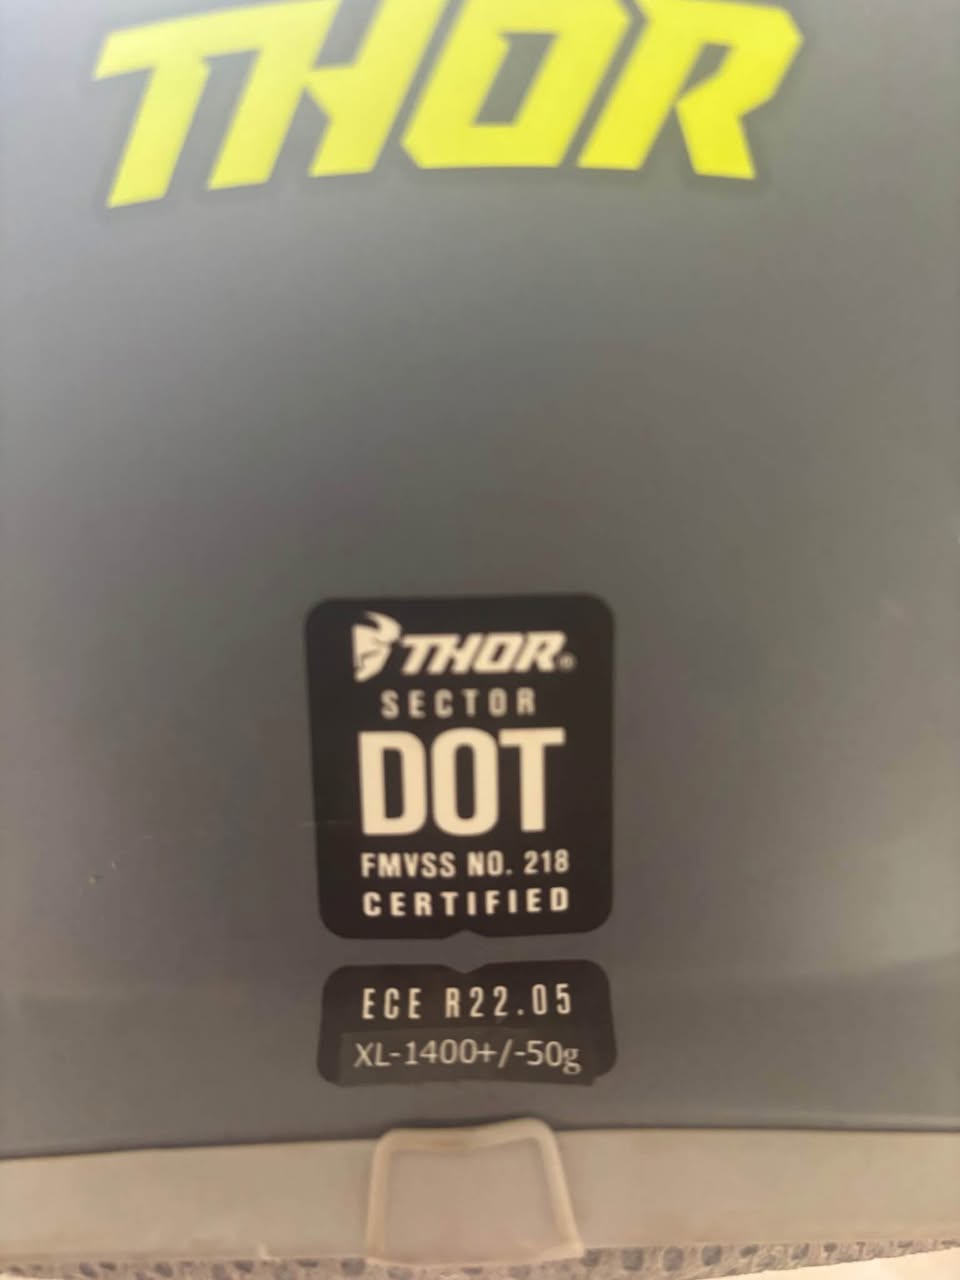 THOR
THOR®
SECTOR
DOT
FMVSS NO. 218
CERTIFIED
ECE R22.05
XL-1400+/-50g